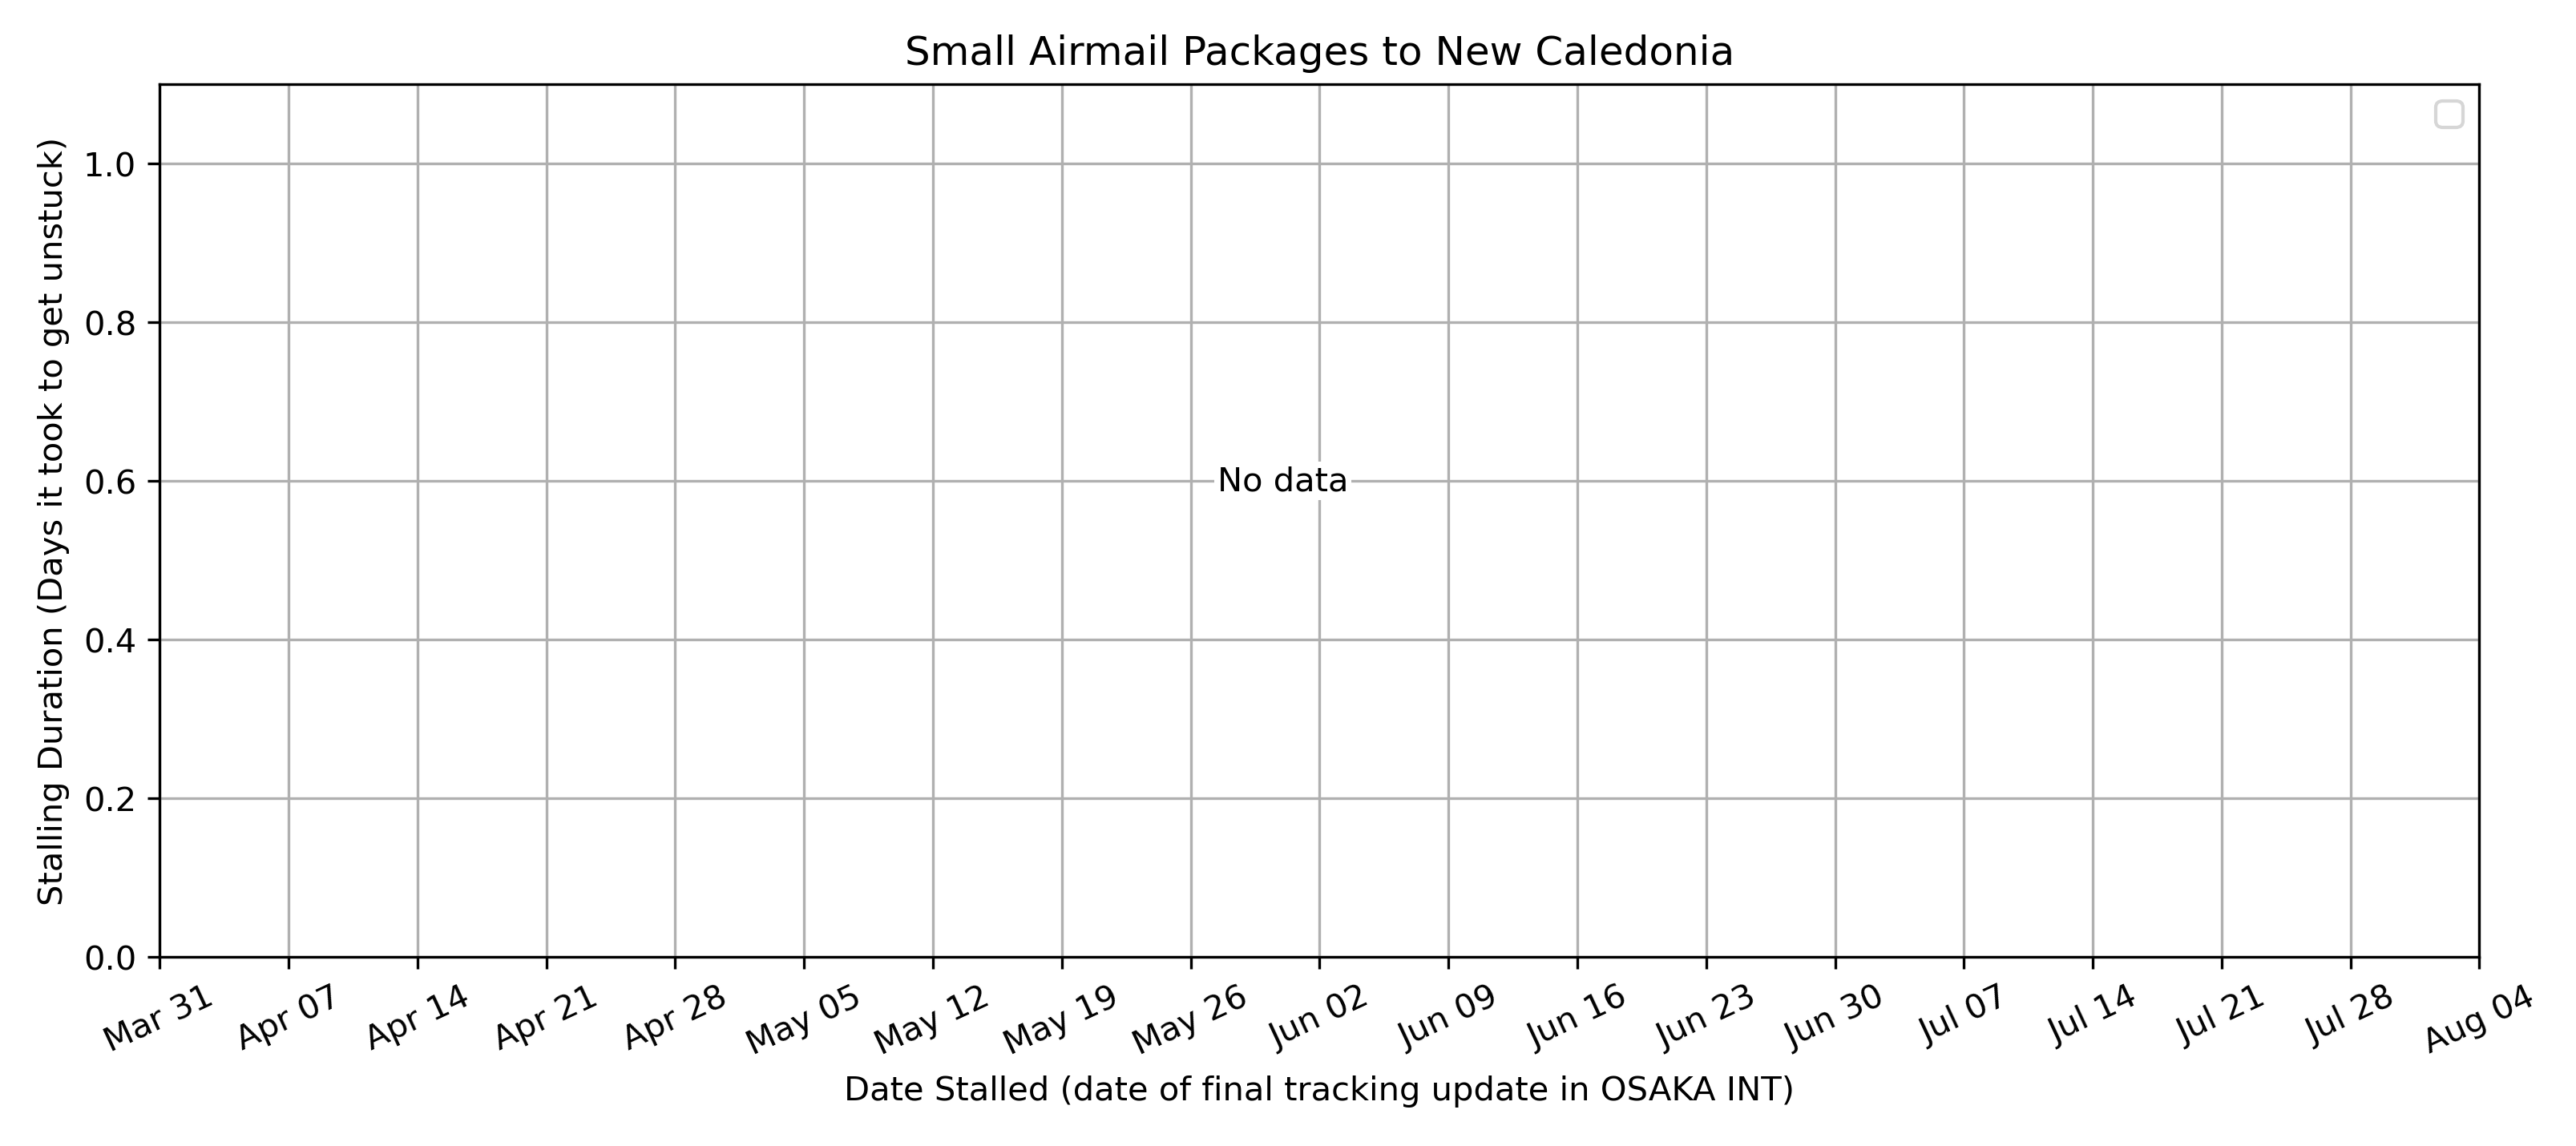 Small Airmail Packages to New Caledonia
Stalling Duration (Days it took to get unstuck)
1.0
0.8
0.6
0.4
0.2
0.0
No data
Mar 31 Apr 07 Apr 14 Apr 21 Apr 28 May 05 May 12 May 19 May 26 Jun 02 Jun 09 Jun 16 Jun 23 Jun 30 Jul 07 Jul 14 Jul 21 Jul 28 Aug 04
Date Stalled (date of final tracking update in OSAKA INT)